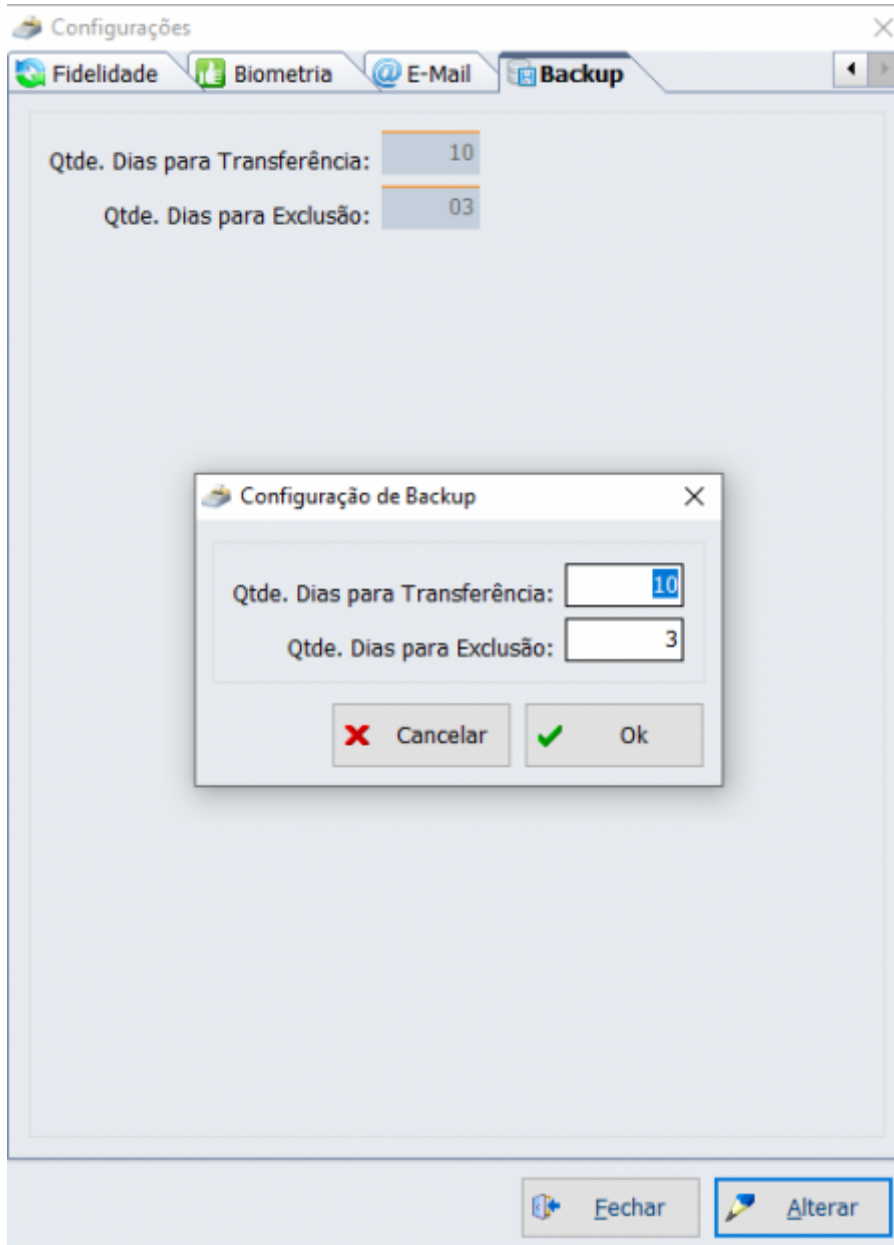 Configurações
Fidelidade Biometria E-Mail Backup
Qtde. Dias para Transferência: 10
Qtde. Dias para Exclusão: 03
Configuração de Backup
Qtde. Dias para Transferência: 10
Qtde. Dias para Exclusão: 3
Cancelar Ok
Fechar Alterar